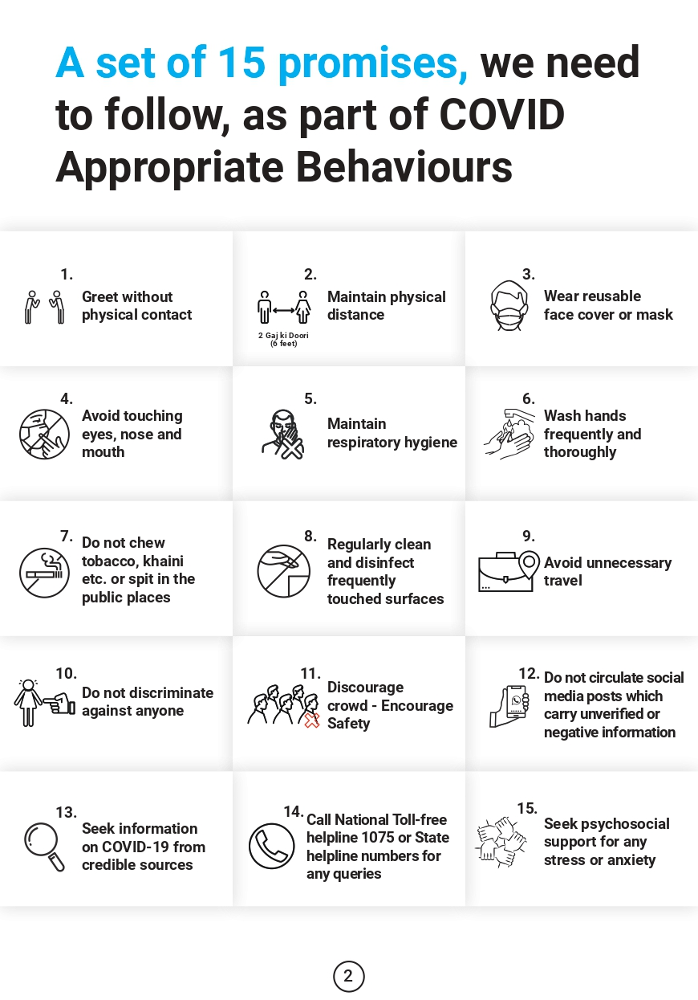 A set of 15 promises, we need
to follow, as part of COVID
Appropriate Behaviours
1.
Greet without
physical contact
2.
Maintain physical
distance
2 Gaj ki Doori
(6 feet)
3.
Wear reusable
face cover or mask
4.
Avoid touching
eyes, nose and
mouth
5.
Maintain
respiratory hygiene
6.
Wash hands
frequently and
thoroughly
7.
Do not chew
tobacco, khaini
etc. or spit in the
public places
8.
Regularly clean
and disinfect
frequently
touched surfaces
9.
Avoid unnecessary
travel
10.
Do not discriminate
against anyone
11.
Discourage
crowd - Encourage
Safety
12.
Do not circulate social
media posts which
carry unverified or
negative information
13.
Seek information
on COVID-19 from
credible sources
14.
Call National Toll-free
helpline 1075 or State
helpline numbers for
any queries
15.
Seek psychosocial
support for any
stress or anxiety
2